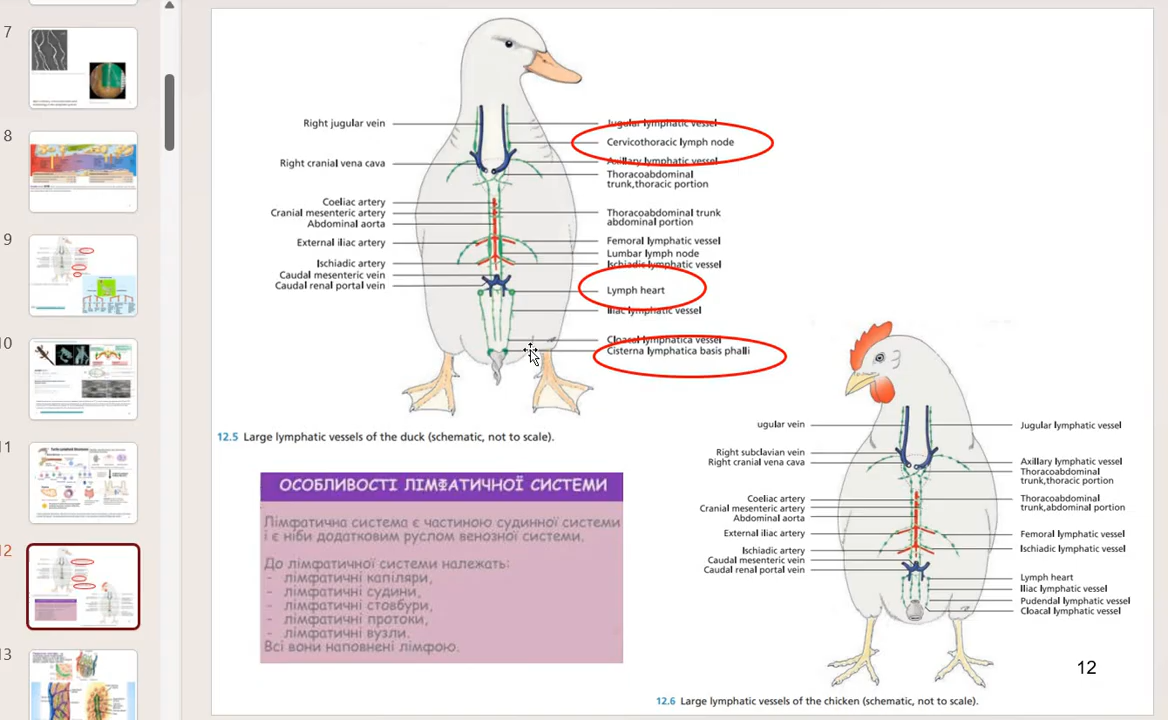 7
8
9
10
11
12
13
Right jugular vein
Right cranial vena cava
Coeliac artery
Cranial mesenteric artery
Abdominal aorta
External iliac artery
Ischiadic artery
Caudal mesenteric vein
Caudal renal portal vein
Jugular lymphatic vessel
Cervicothoracic lymph node
Axillary lymphatic vessel
Thoracoabdominal
trunk,thoracic portion
Thoracoabdominal trunk
abdominal portion
Femoral lymphatic vessel
Lumbar lymph node
Ischiadic lymphatic vessel
Lymph heart
Iliac lymphatic vessel
Cloacal lymphatica vessel
Cisterna lymphatica basis phalli
12.5 Large lymphatic vessels of the duck (schematic, not to scale).
ОСОБЛИВОСТІ ЛІМФАТИЧНОЇ СИСТЕМИ
Лімфатична система є частиною судинної системи
і є ніби додатковим руслом венозної системи.
До лімфатичної системи належать:
- лімфатичні капіляри,
- лімфатичні судини,
- лімфатичні стовбури,
- лімфатичні протоки,
- лімфатичні вузли.
Всі вони наповнені лімфою.
ugular vein
Right subclavian vein
Right cranial vena cava
Coeliac artery
Cranial mesenteric artery
Abdominal aorta
External iliac artery
Ischiadic artery
Caudal mesenteric vein
Caudal renal portal vein
Jugular lymphatic vessel
Axillary lymphatic vessel
Thoracoabdominal
trunk,thoracic portion
Thoracoabdominal
trunk,abdominal portion
Femoral lymphatic vessel
Ischiadic lymphatic vessel
Lymph heart
Iliac lymphatic vessel
Pudendal lymphatic vessel
Cloacal lymphatic vessel
12
12.6 Large lymphatic vessels of the chicken (schematic, not to scale).